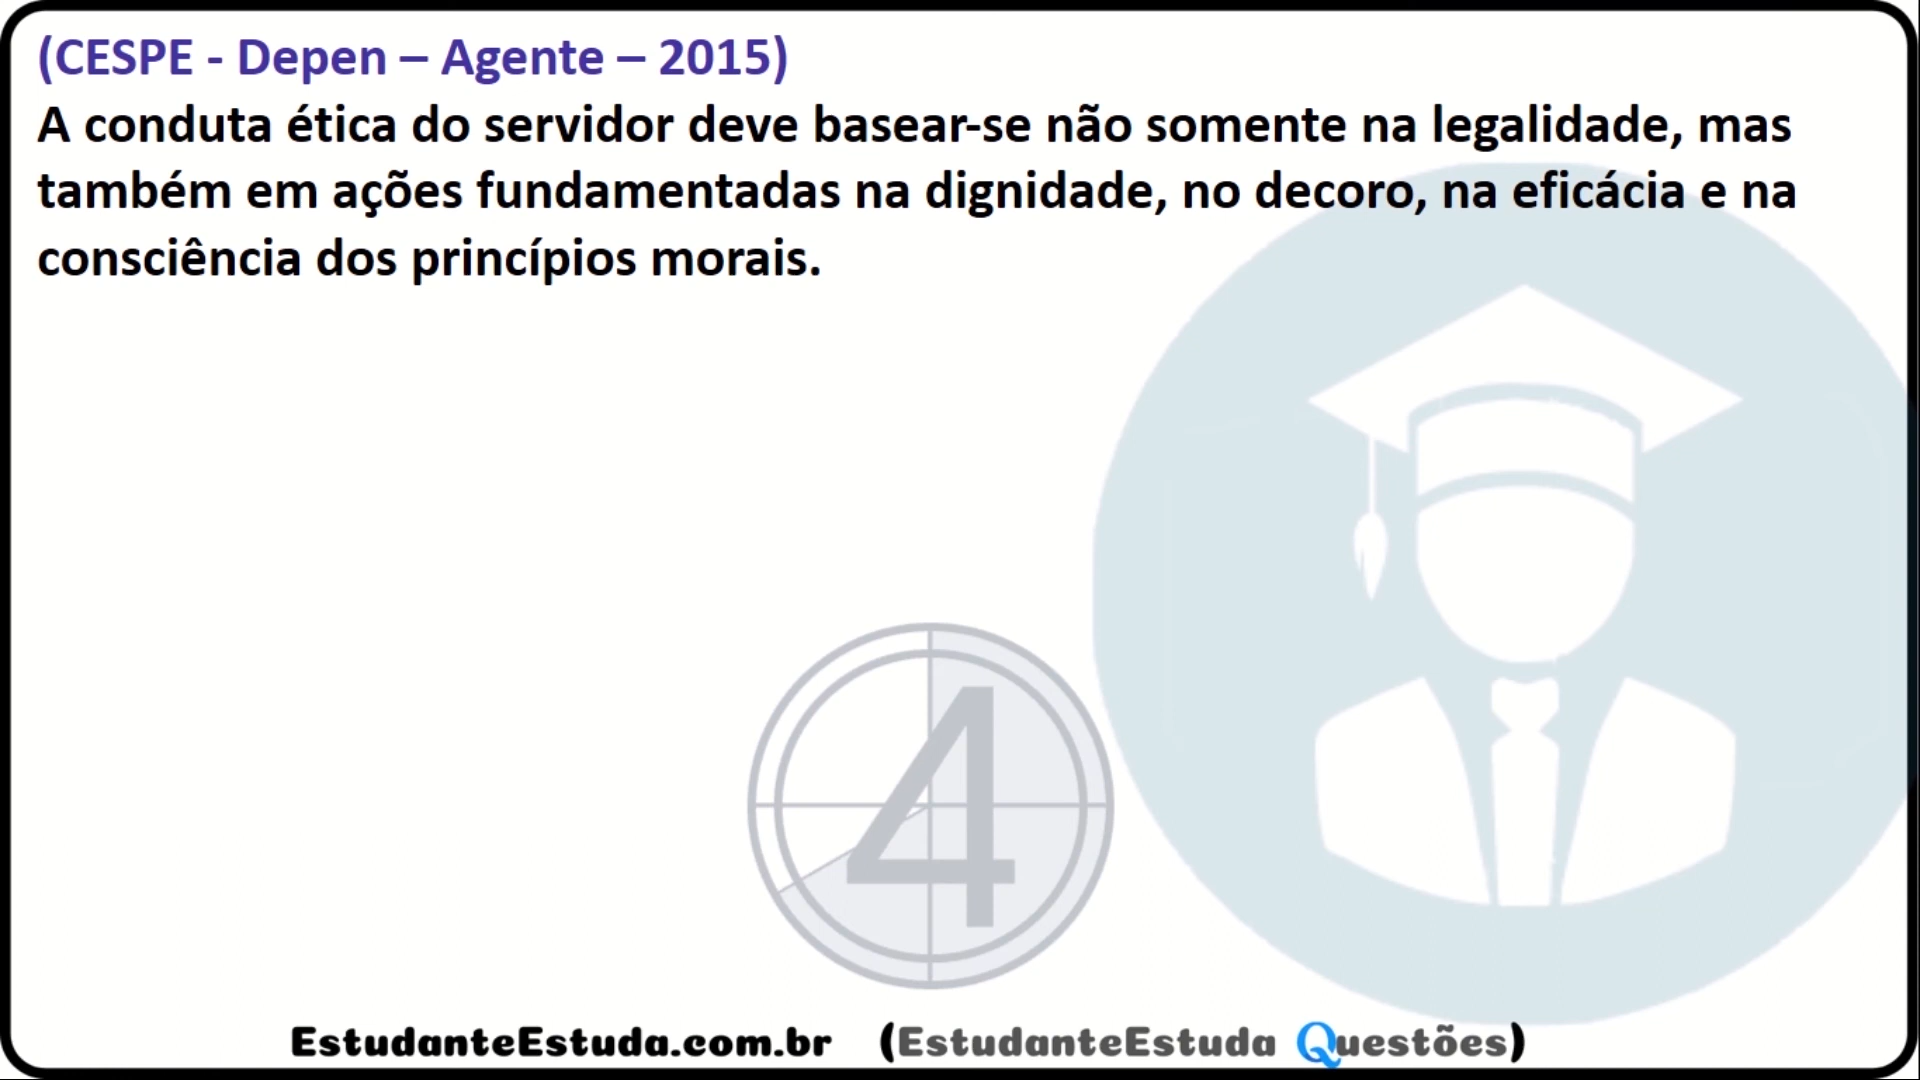 (CESPE - Depen – Agente – 2015)
A conduta ética do servidor deve basear-se não somente na legalidade, mas
também em ações fundamentadas na dignidade, no decoro, na eficácia e na
consciência dos princípios morais.
4
EstudanteEstuda.com.br (EstudanteEstuda Questões)